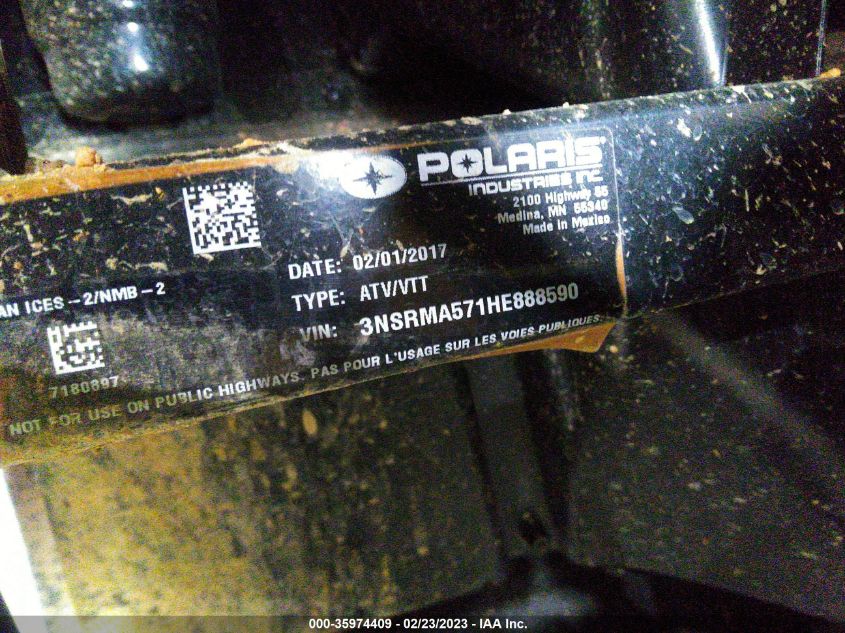 POLARIS
INDUSTRIES INC.
2100 Highway 55
Medina, MN 55340
Made in Mexico
DATE: 02/01/2017
TYPE: ATV/VTT
VIN: 3NSRMA571HE888590
AN ICES-2/NMB-2
7180897
NOT FOR USE ON PUBLIC HIGHWAYS. PAS POUR L'USAGE SUR LES VOIES PUBLIQUES.
000-35974409 - 02/23/2023 - IAA Inc.